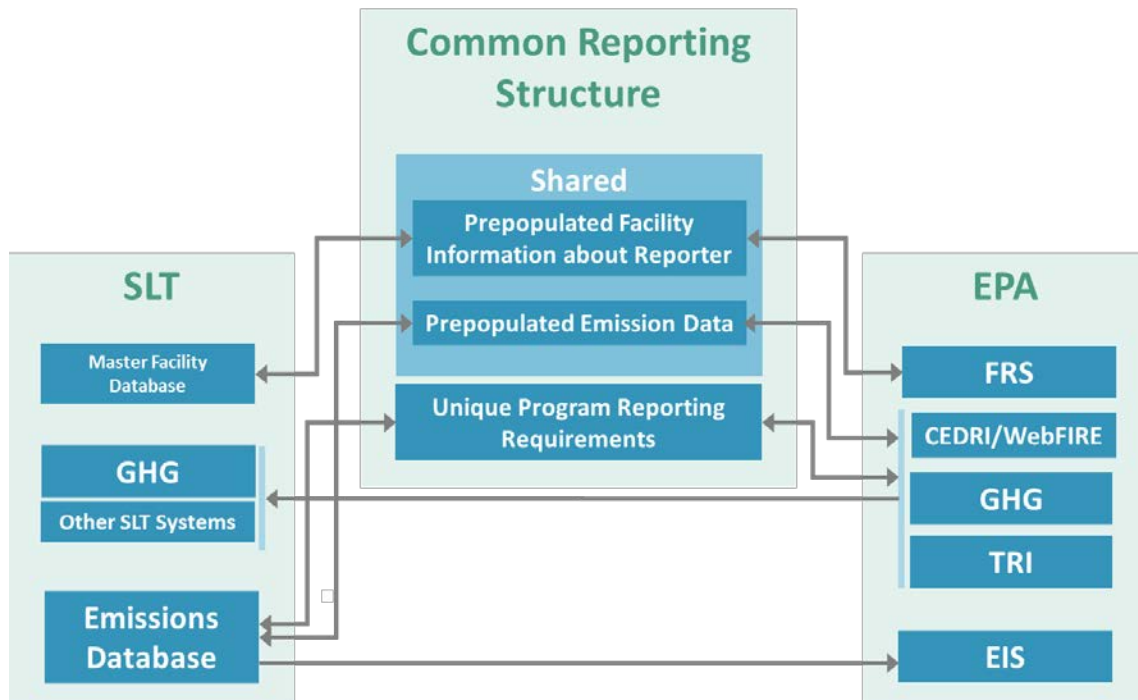 Common Reporting
Structure
Shared
Prepopulated Facility
Information about Reporter
Prepopulated Emission Data
Unique Program Reporting
Requirements
SLT
Master Facility
Database
GHG
Other SLT Systems
Emissions
Database
EPA
FRS
CEDRI/WebFIRE
GHG
TRI
EIS